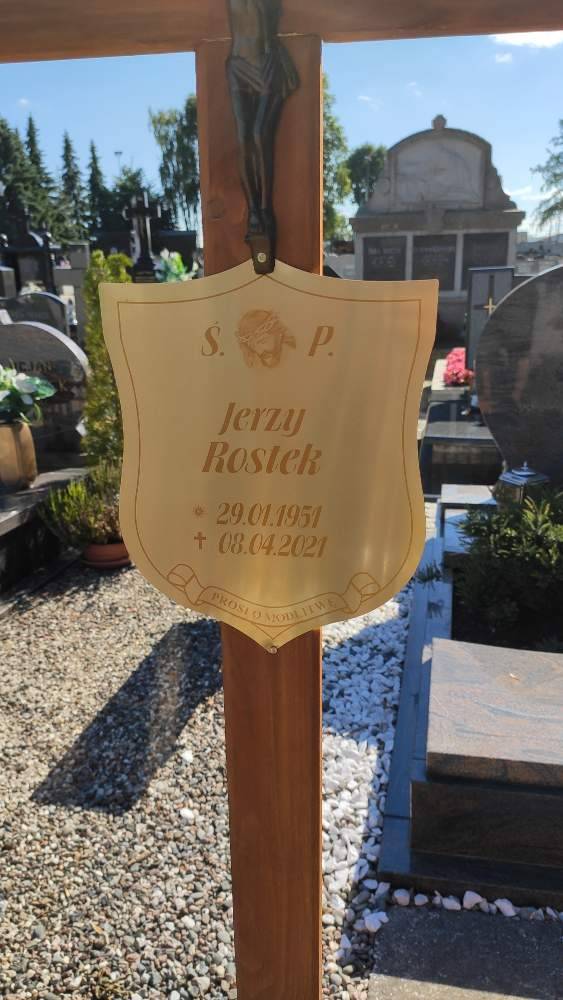 Ś. P.
Jerzy
Rostek
29.01.1951
08.04.2021
PROSI O MODLITWĘ